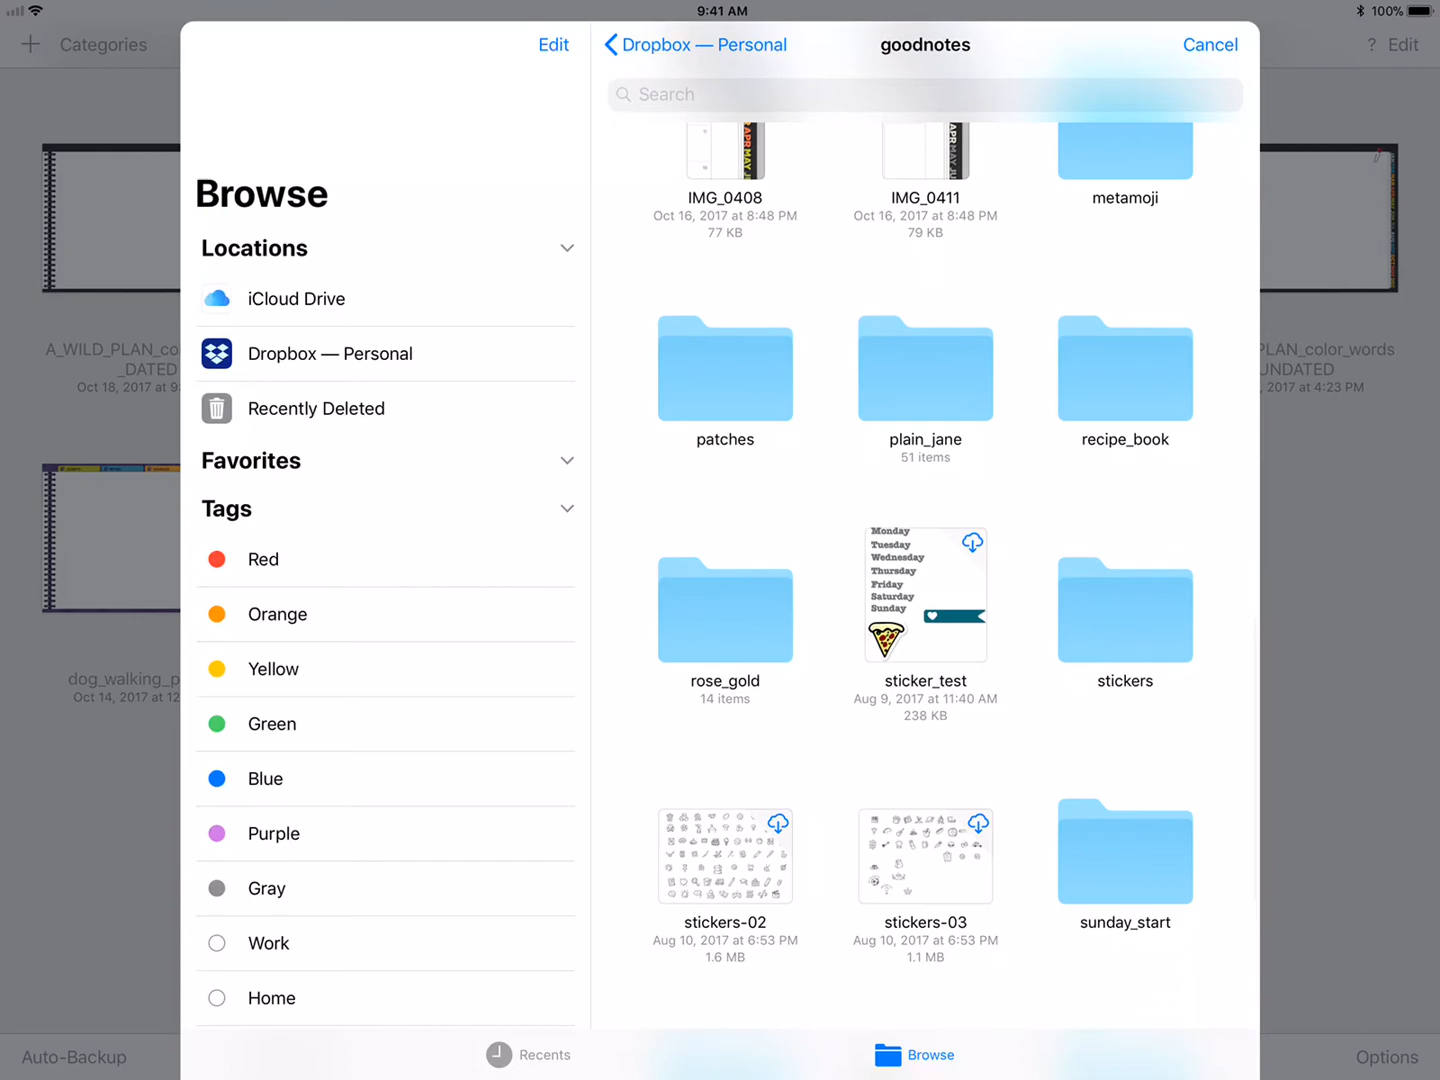 9:41 AM
100%
Categories
? Edit
Edit
Dropbox — Personal
goodnotes
Cancel
Search
Browse
Locations
iCloud Drive
Dropbox — Personal
Recently Deleted
Favorites
Tags
Red
Orange
Yellow
Green
Blue
Purple
Gray
Work
Home
APR MAY JU
IMG_0408
Oct 16, 2017 at 8:48 PM
77 KB
APR MAY JU
IMG_0411
Oct 16, 2017 at 8:48 PM
79 KB
metamoji
patches
plain_jane
51 items
recipe_book
rose_gold
14 items
Monday
Tuesday
Wednesday
Thursday
Friday
Saturday
Sunday
sticker_test
Aug 9, 2017 at 11:40 AM
238 KB
stickers
stickers-02
Aug 10, 2017 at 6:53 PM
1.6 MB
stickers-03
Aug 10, 2017 at 6:53 PM
1.1 MB
sunday_start
A_WILD_PLAN_co
_DATED
Oct 18, 2017 at 9:
PLAN_color_words
UNDATED
, 2017 at 4:23 PM
dog_walking_p
Oct 14, 2017 at 12
Auto-Backup
Recents
Browse
Options